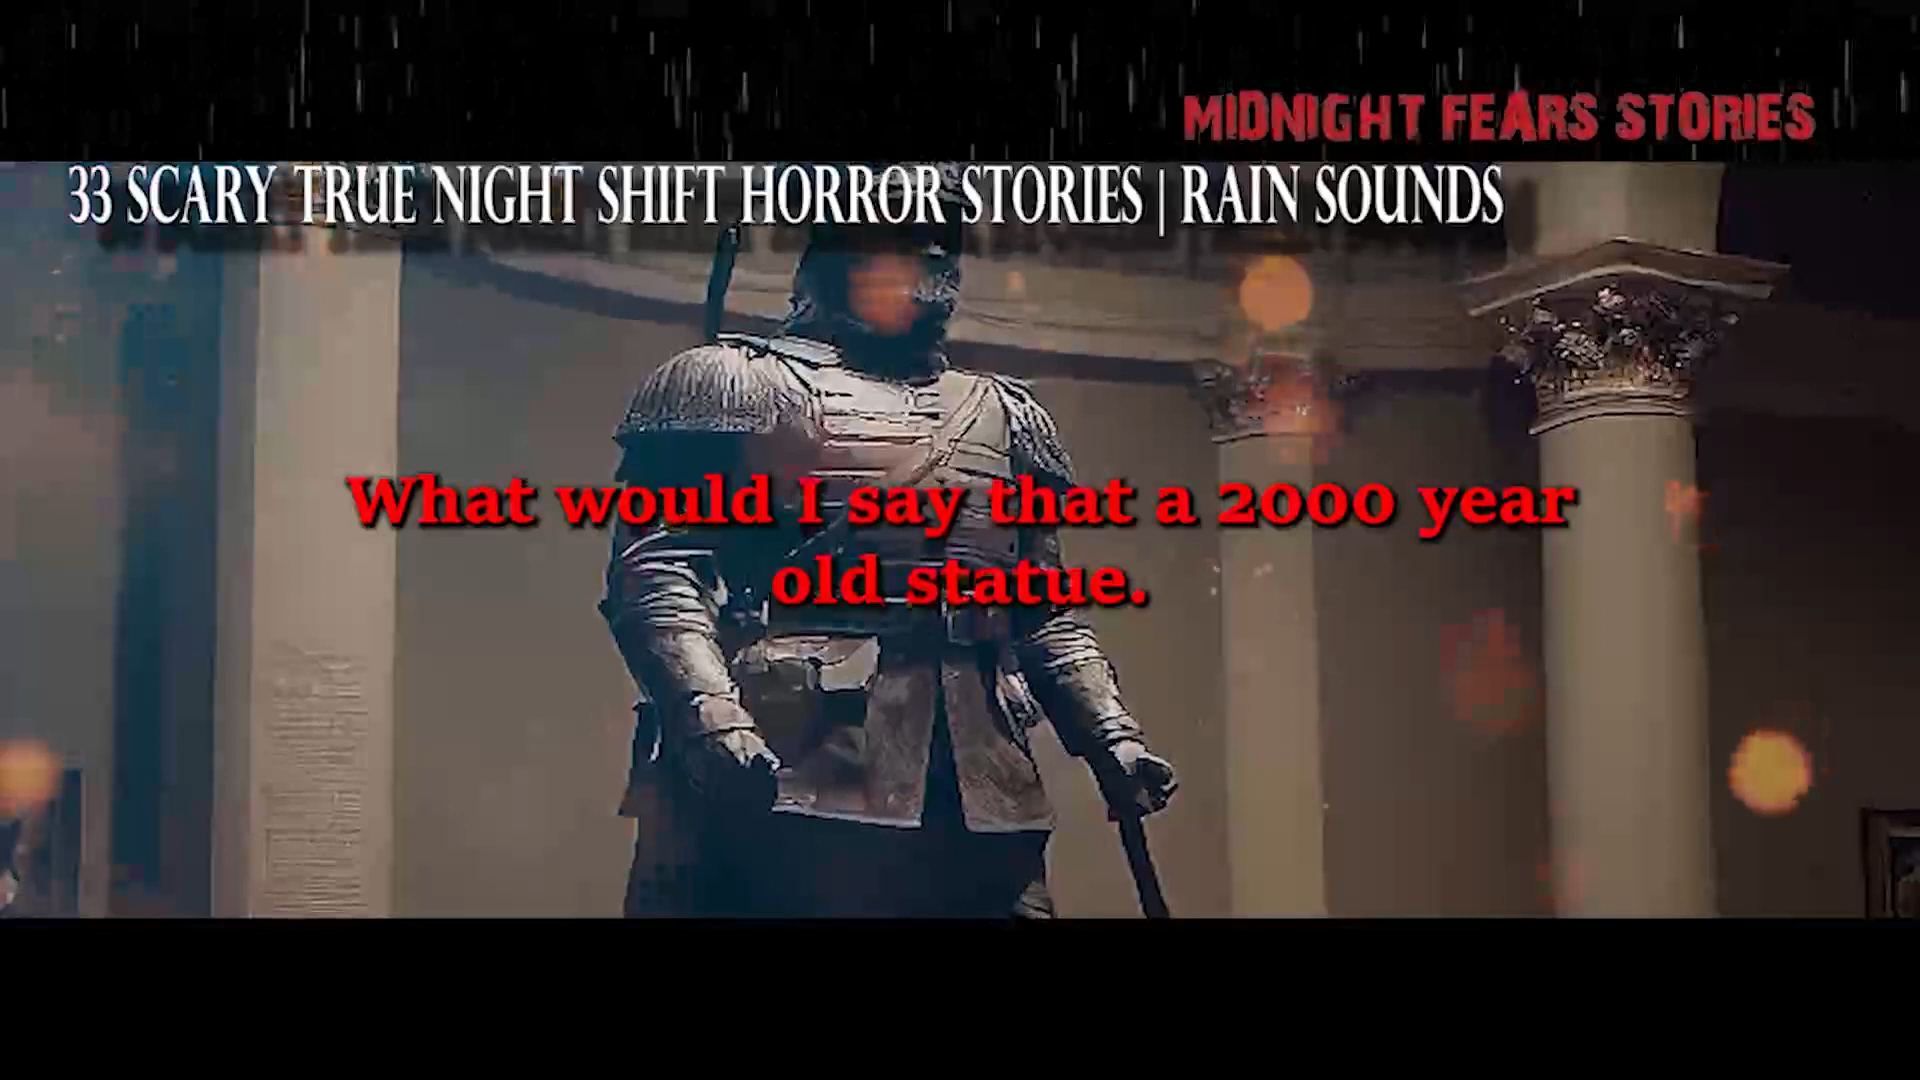 MIDNIGHT FEARS STORIES
33 SCARY TRUE NIGHT SHIFT HORROR STORIES | RAIN SOUNDS
What would I say that a 2000 year
old statue.